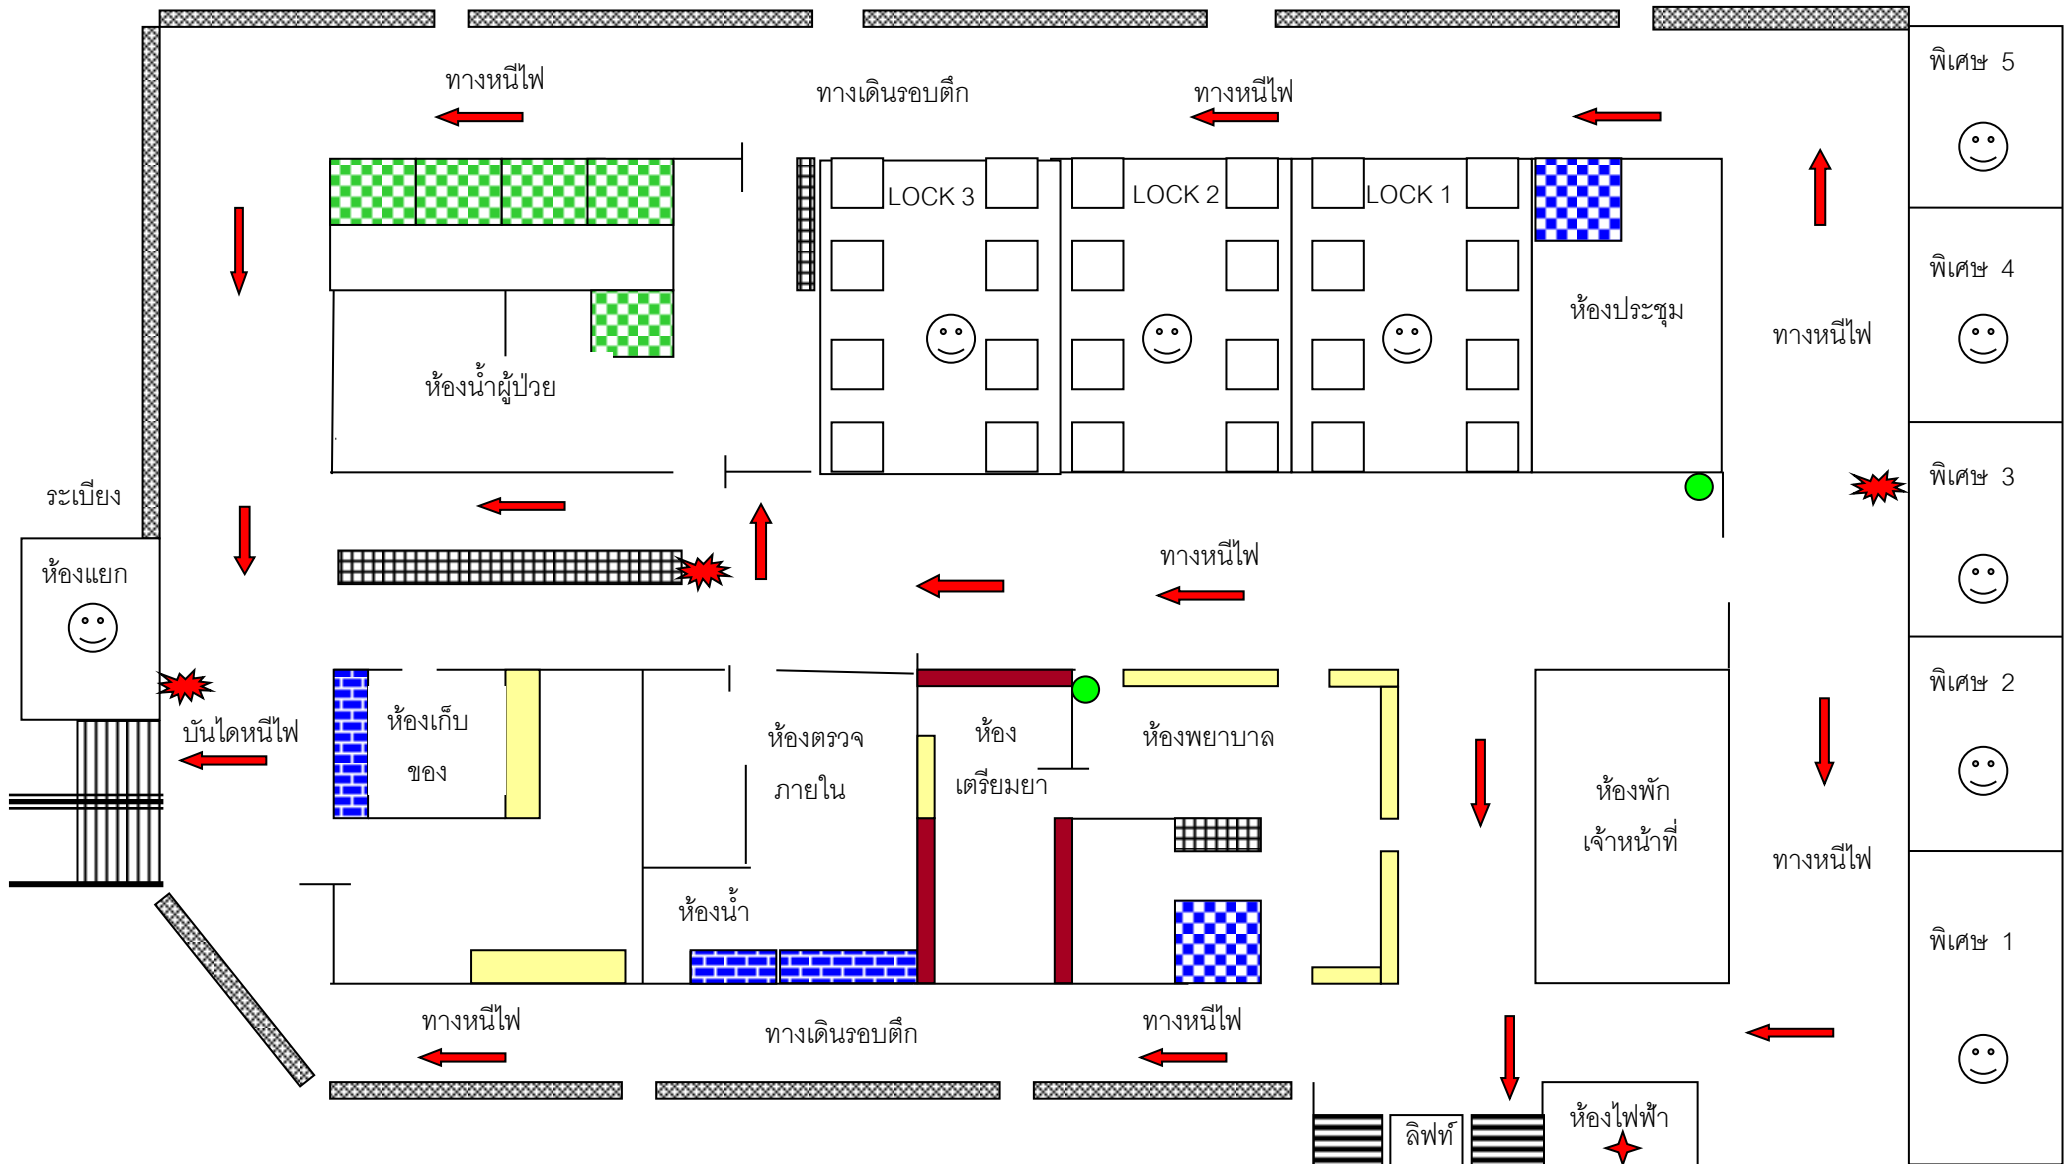 พิเศษ 5
ทางหนีไฟ
ทางเดินรอบตึก
ทางหนีไฟ
LOCK 3
LOCK 2
LOCK 1
พิเศษ 4
ห้องประชุม
ทางหนีไฟ
ห้องน้ำผู้ป่วย
ระเบียง
พิเศษ 3
ทางหนีไฟ
ห้องแยก
พิเศษ 2
บันไดหนีไฟ
ห้องเก็บ
ของ
ห้องตรวจ
ภายใน
ห้อง
เตรียมยา
ห้องพยาบาล
ห้องพัก
เจ้าหน้าที่
ทางหนีไฟ
ห้องน้ำ
พิเศษ 1
ทางหนีไฟ
ทางเดินรอบตึก
ทางหนีไฟ
ลิฟท์
ห้องไฟฟ้า